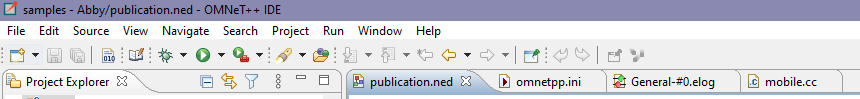 samples - Abby/publication.ned - OMNeT++ IDE
File Edit Source View Navigate Search Project Run Window Help
010
Project Explorer publication.ned omnetpp.ini General-#0.elog mobile.cc